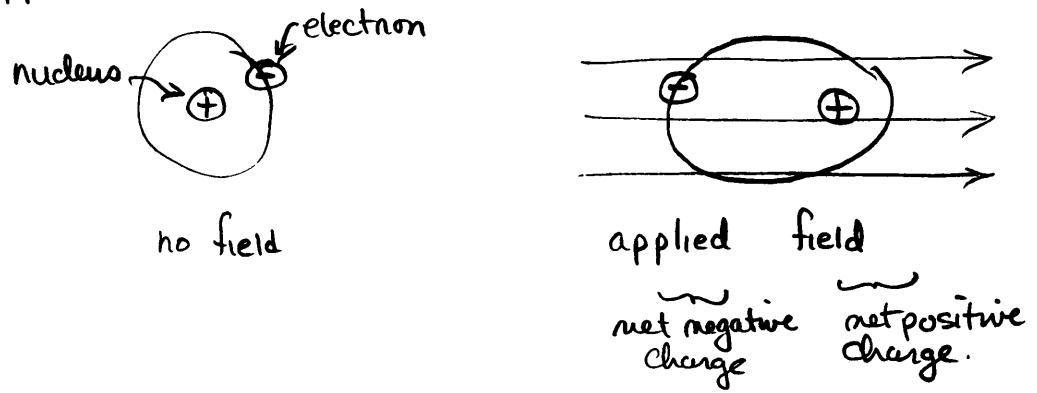 electron
nucleus
+
-
-
+
no field
applied field
net negative
charge
net positive
charge.